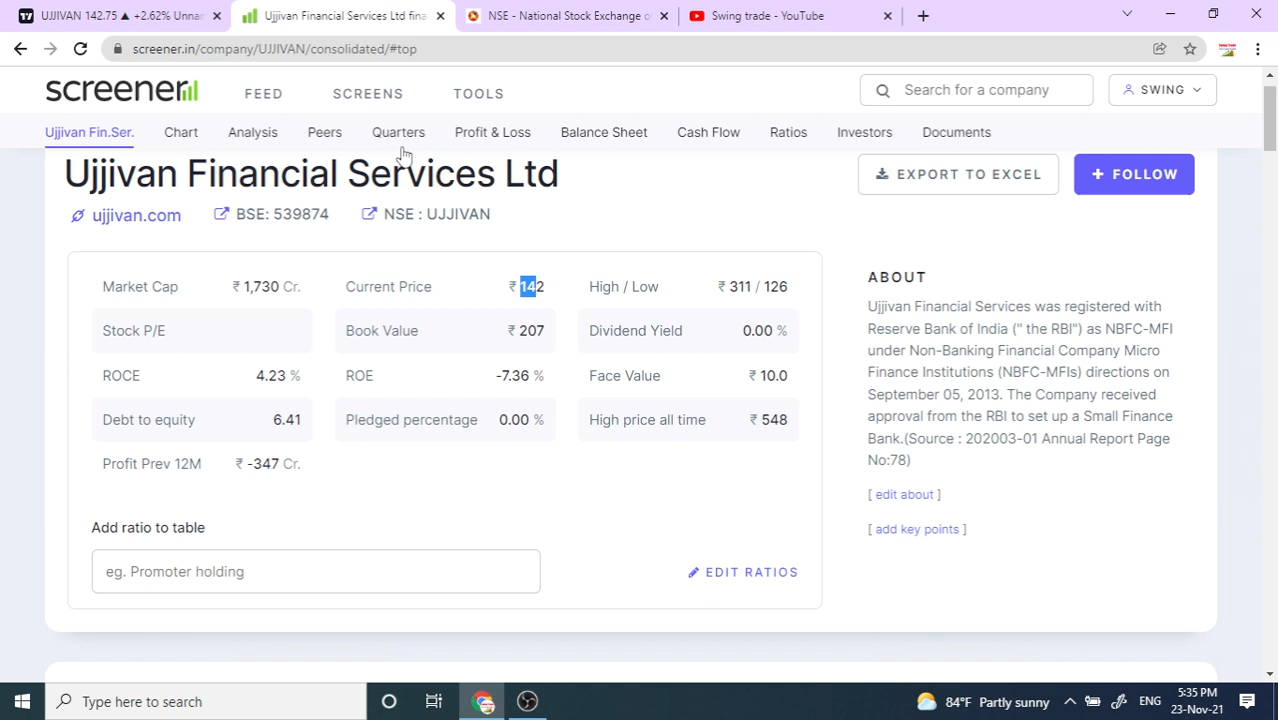 UJJIVAN 142.75 ▲ +2.62% Unnar
Ujjivan Financial Services Ltd fina
NSE - National Stock Exchange o
Swing trade - YouTube
screener.in/company/UJJIVAN/consolidated/#top
screener
FEED
SCREENS
TOOLS
Search for a company
SWING
Ujjivan Fin.Ser.
Chart
Analysis
Peers
Quarters
Profit & Loss
Balance Sheet
Cash Flow
Ratios
Investors
Documents
Ujjivan Financial Services Ltd
EXPORT TO EXCEL
+ FOLLOW
ujjivan.com
BSE: 539874
NSE : UJJIVAN
Market Cap ₹ 1,730 Cr.
Current Price ₹ 142
High / Low ₹ 311 / 126
Stock P/E
Book Value ₹ 207
Dividend Yield 0.00 %
ROCE 4.23 %
ROE -7.36 %
Face Value ₹ 10.0
Debt to equity 6.41
Pledged percentage 0.00 %
High price all time ₹ 548
Profit Prev 12M ₹ -347 Cr.
Add ratio to table
eg. Promoter holding
EDIT RATIOS
ABOUT
Ujjivan Financial Services was registered with
Reserve Bank of India (" the RBI") as NBFC-MFI
under Non-Banking Financial Company Micro
Finance Institutions (NBFC-MFIs) directions on
September 05, 2013. The Company received
approval from the RBI to set up a Small Finance
Bank.(Source : 202003-01 Annual Report Page
No:78)
[ edit about ]
[ add key points ]
Type here to search
84°F Partly sunny
ENG
5:35 PM
23-Nov-21